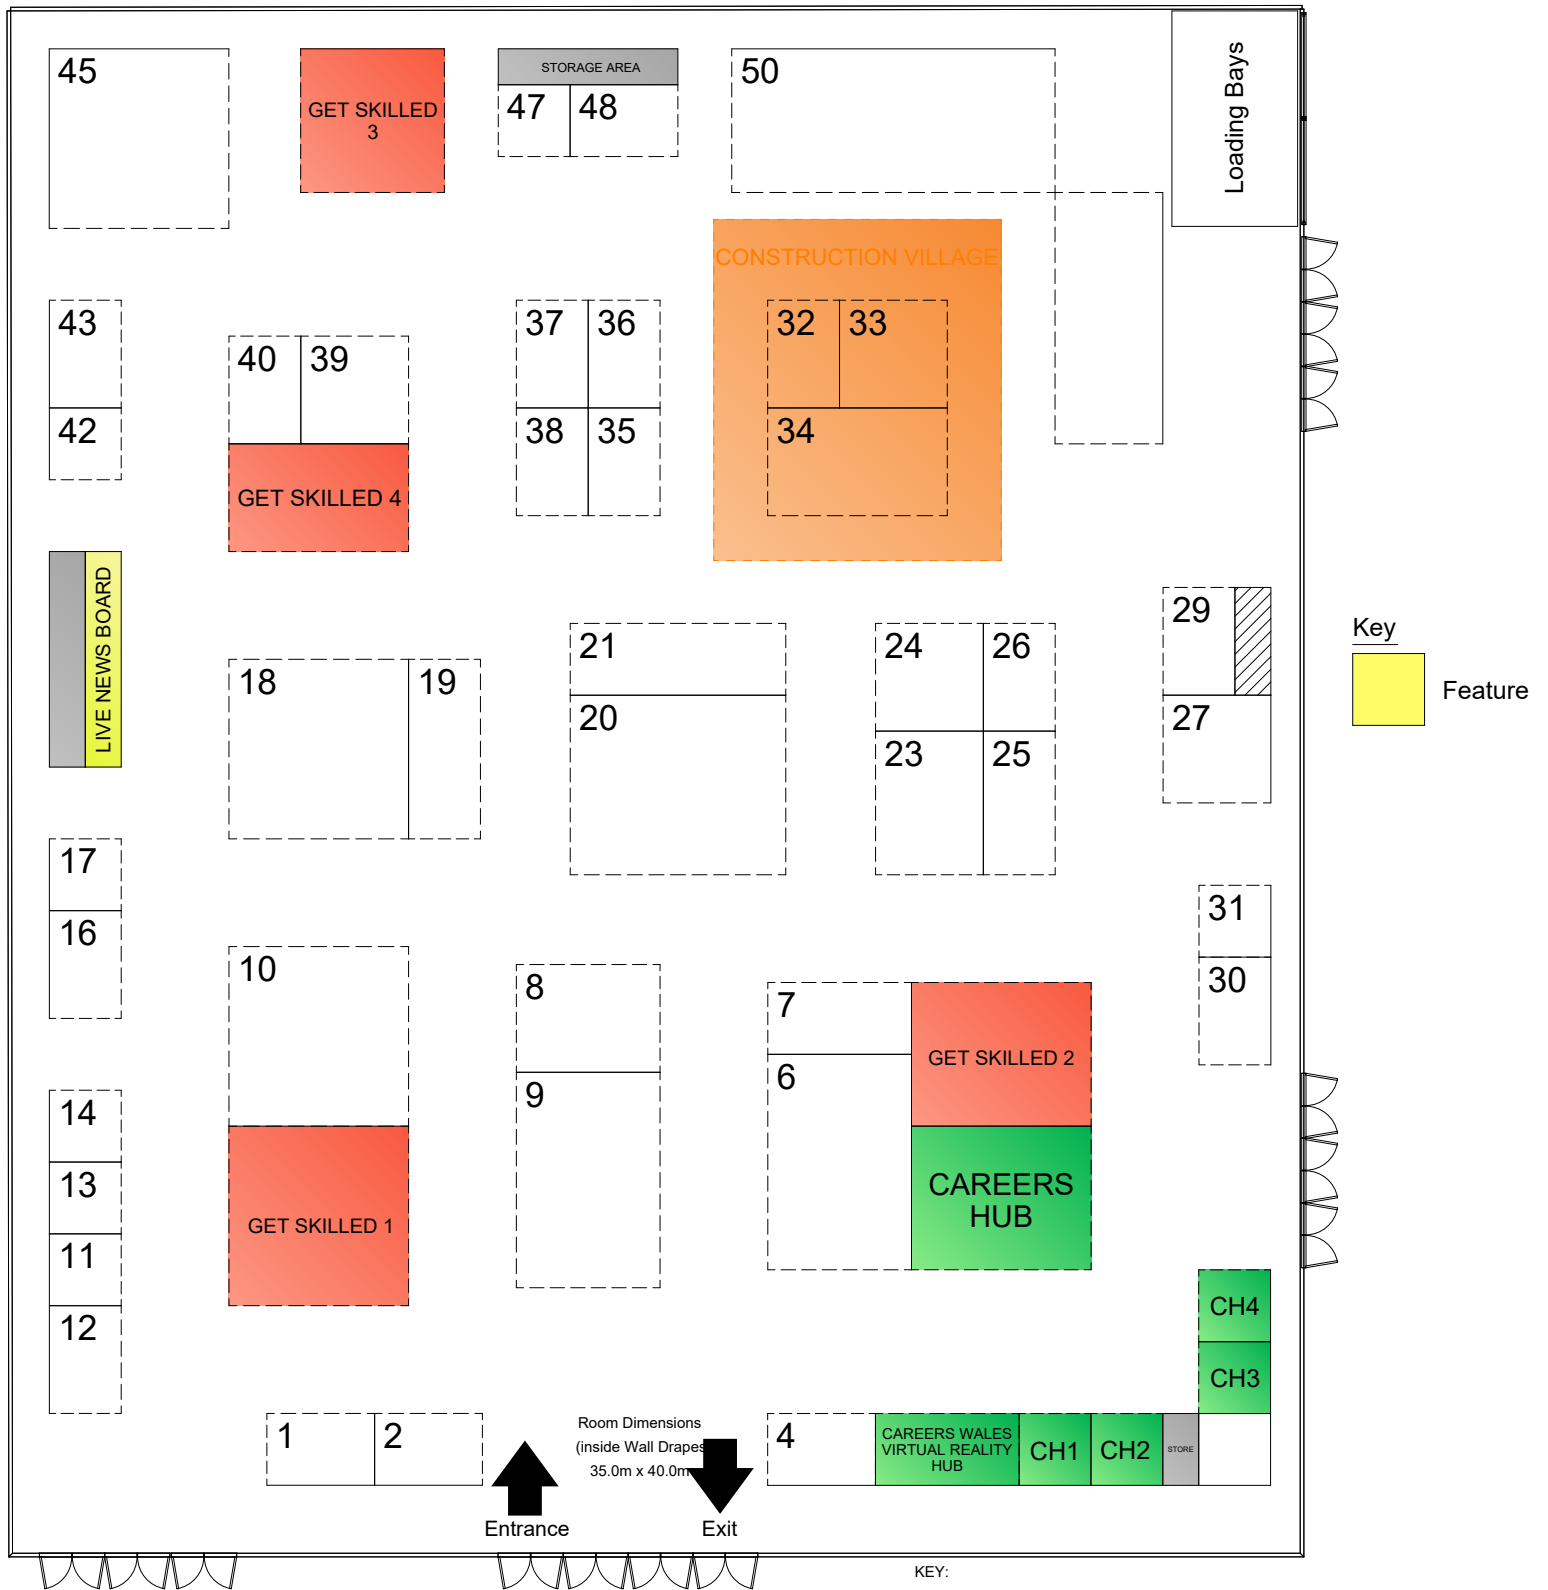 45
GET SKILLED
3
STORAGE AREA
47
48
50
Loading Bays
CONSTRUCTION VILLAGE
43
37
36
32
33
40
39
42
38
35
34
GET SKILLED 4
LIVE NEWS BOARD
29
Key
Feature
21
24
26
18
19
20
27
23
25
17
31
16
10
8
30
7
GET SKILLED 2
6
9
14
13
CAREERS
HUB
GET SKILLED 1
11
12
CH4
CH3
1
2
Room Dimensions
(inside Wall Drapes
35.0m x 40.0m
4
CAREERS WALES
VIRTUAL REALITY
HUB
CH1
CH2
STORE
Entrance
Exit
KEY: